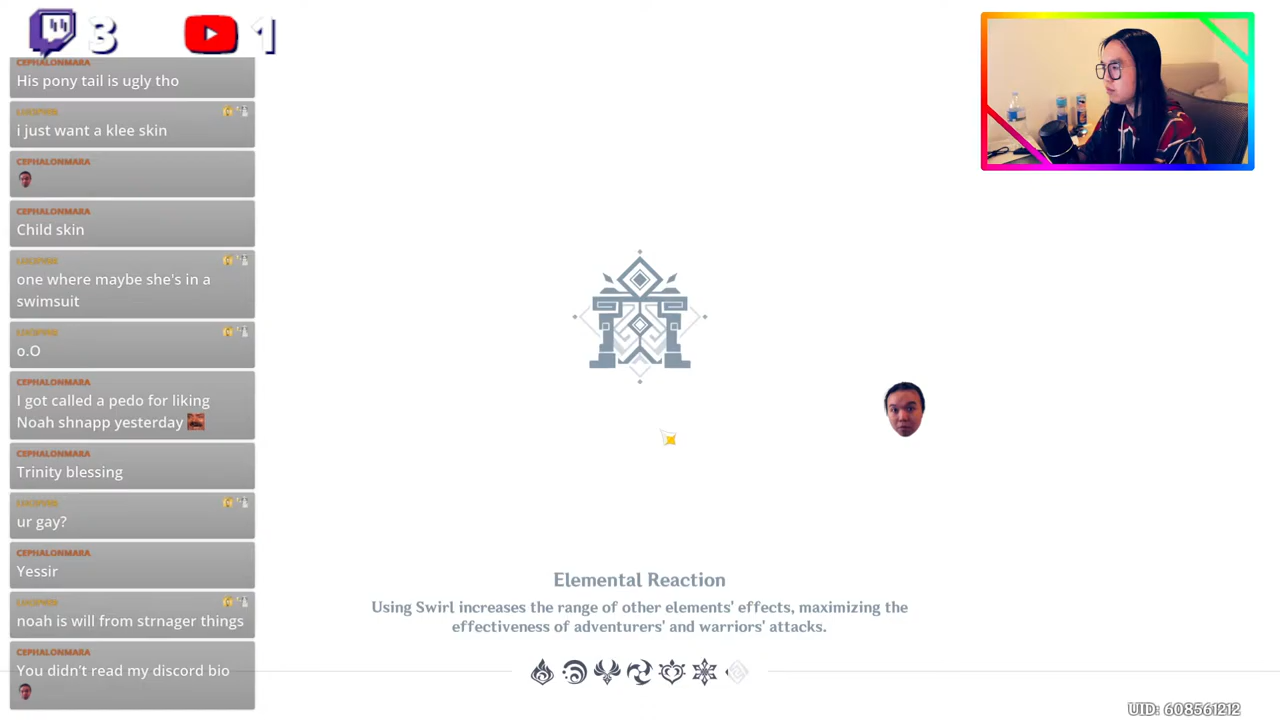 3
1
CEPHALONMARA
His pony tail is ugly tho
i just want a klee skin
CEPHALONMARA
CEPHALONMARA
Child skin
one where maybe she's in a
swimsuit
o.O
CEPHALONMARA
I got called a pedo for liking
Noah shnapp yesterday
CEPHALONMARA
Trinity blessing
ur gay?
CEPHALONMARA
Yessir
noah is will from strnager things
CEPHALONMARA
You didn't read my discord bio
Elemental Reaction
Using Swirl increases the range of other elements' effects, maximizing the
effectiveness of adventurers' and warriors' attacks.
UID: 608561212